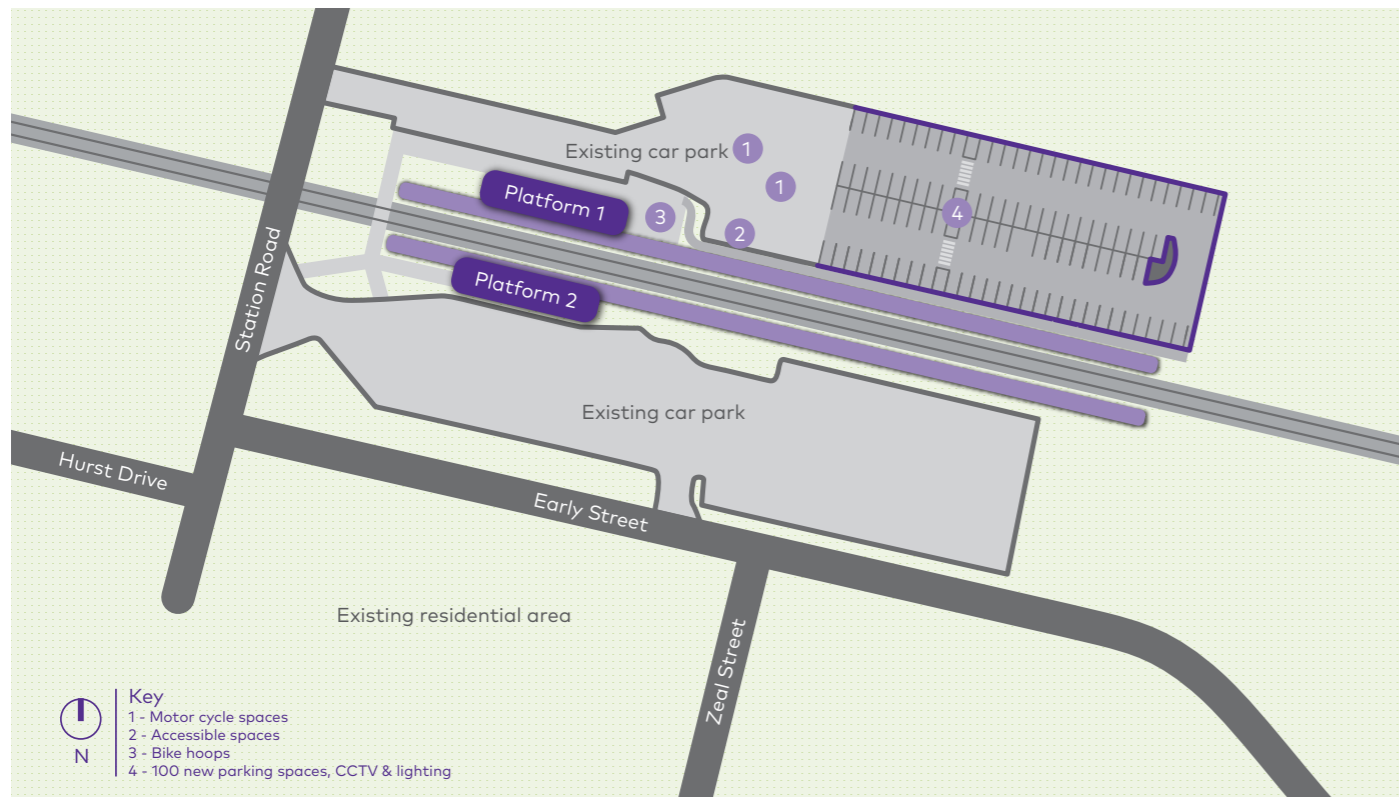 Existing car park
1
1
Platform 1
3
2
4
Station Road
Platform 2
Existing car park
Hurst Drive
Early Street
Existing residential area
Zeal Street
N
Key
1 - Motor cycle spaces
2 - Accessible spaces
3 - Bike hoops
4 - 100 new parking spaces, CCTV & lighting